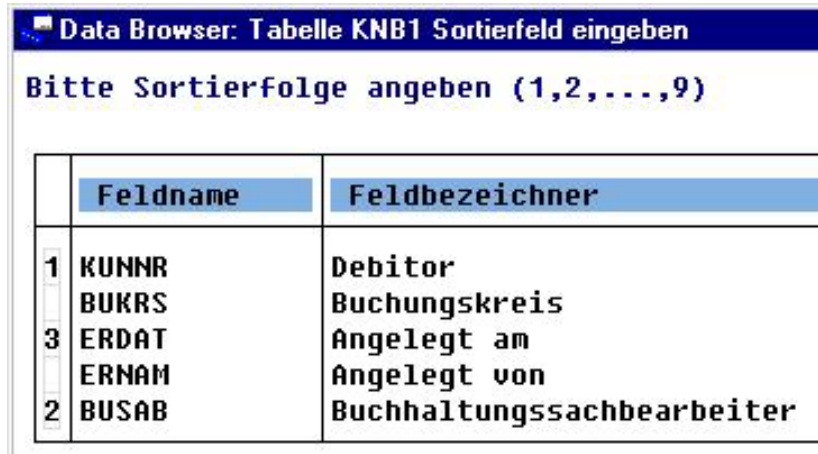 Data Browser: Tabelle KNB1 Sortierfeld eingeben
Bitte Sortierfolge angeben (1,2,...,9)
Feldname Feldbezeichner
1 KUNNR Debitor
BUKRS Buchungskreis
3 ERDAT Angelegt am
ERNAM Angelegt von
2 BUSAB Buchhaltungssachbearbeiter